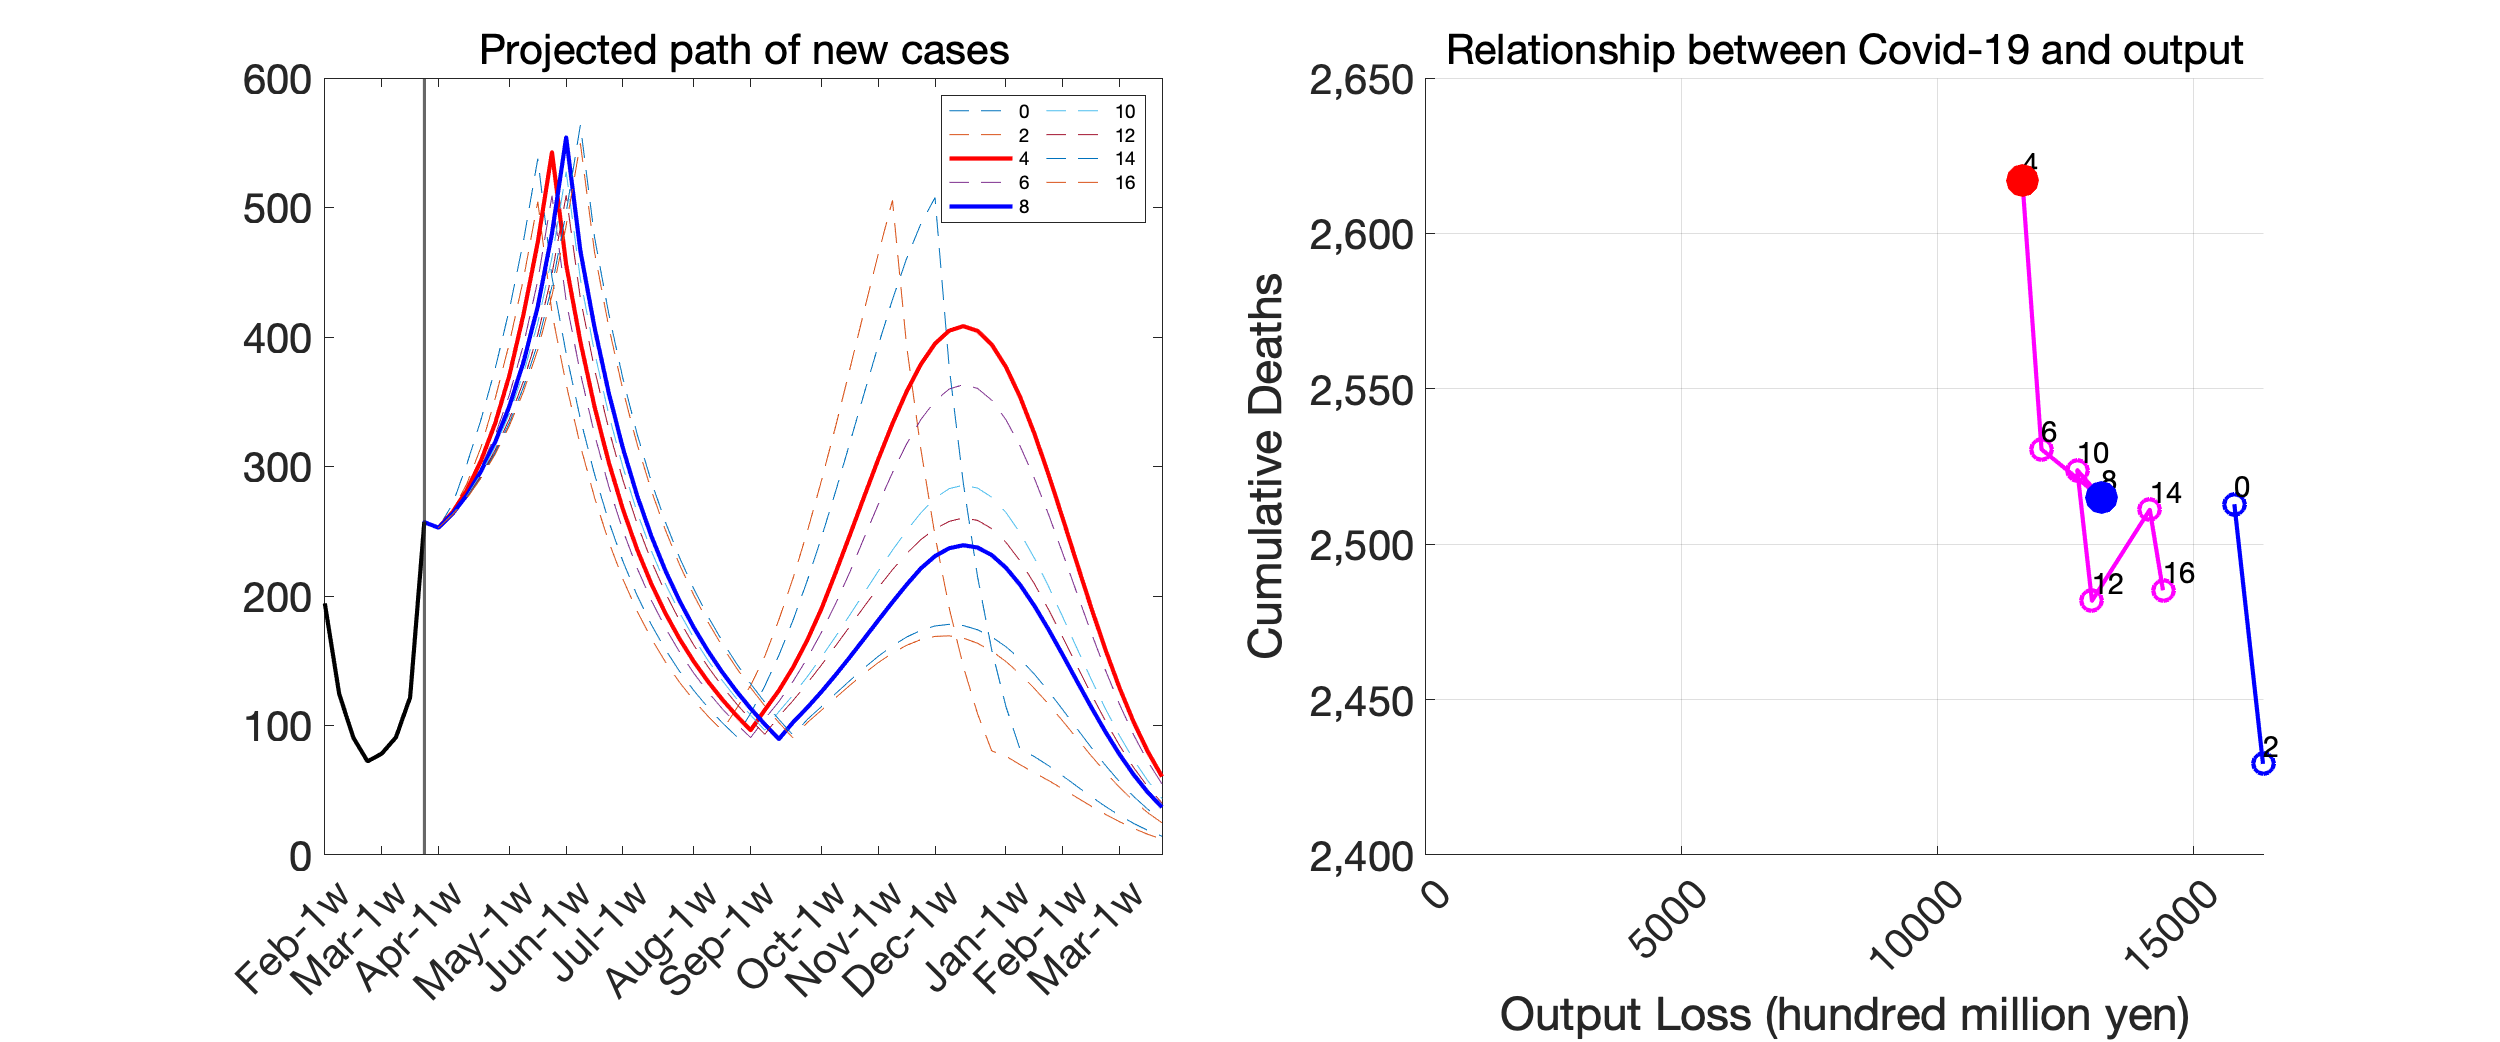 Projected path of new cases
600
500
400
300
200
100
0
0 10
2 12
4 14
6 16
8
Feb-1w
Mar-1w
Apr-1w
May-1w
Jun-1w
Jul-1w
Aug-1w
Sep-1w
Oct-1w
Nov-1w
Dec-1w
Jan-1w
Feb-1w
Mar-1w
Relationship between Covid-19 and output
Cumulative Deaths
2,650
2,600
2,550
2,500
2,450
2,400
4
6
10
8
14
0
12
16
2
0
5000
10000
15000
Output Loss (hundred million yen)